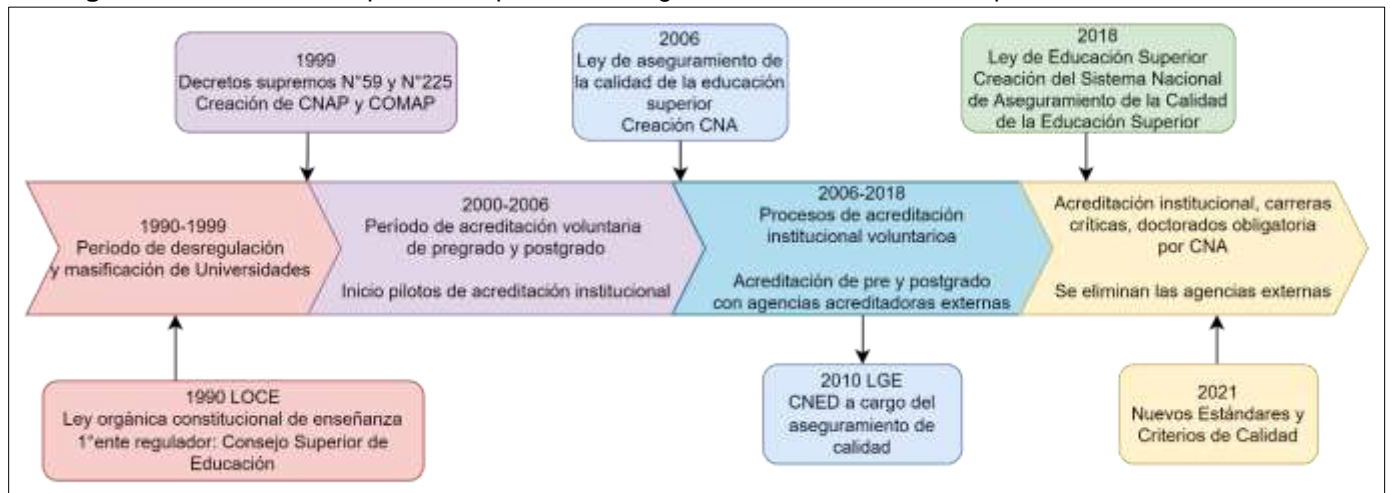 1999
Decretos supremos N°59 y N°225
Creación de CNAP y COMAP
2006
Ley de aseguramiento de
la calidad de la educación
superior
Creación CNA
2018
Ley de Educación Superior
Creación del Sistema Nacional
de Aseguramiento de la Calidad
de la Educación Superior
1990-1999
Período de desregulación
y masificación de Universidades
2000-2006
Período de acreditación voluntaria
de pregrado y postgrado
Inicio pilotos de acreditación institucional
2006-2018
Procesos de acreditación
institucional voluntarioa
Acreditación de pre y postgrado
con agencias acreditadoras externas
Acreditación institucional, carreras
críticas, doctorados obligatoria
por CNA
Se eliminan las agencias externas
1990 LOCE
Ley orgánica constitucional de enseñanza
1°ente regulador: Consejo Superior de
Educación
2010 LGE
CNED a cargo del
aseguramiento de
calidad
2021
Nuevos Estándares y
Criterios de Calidad